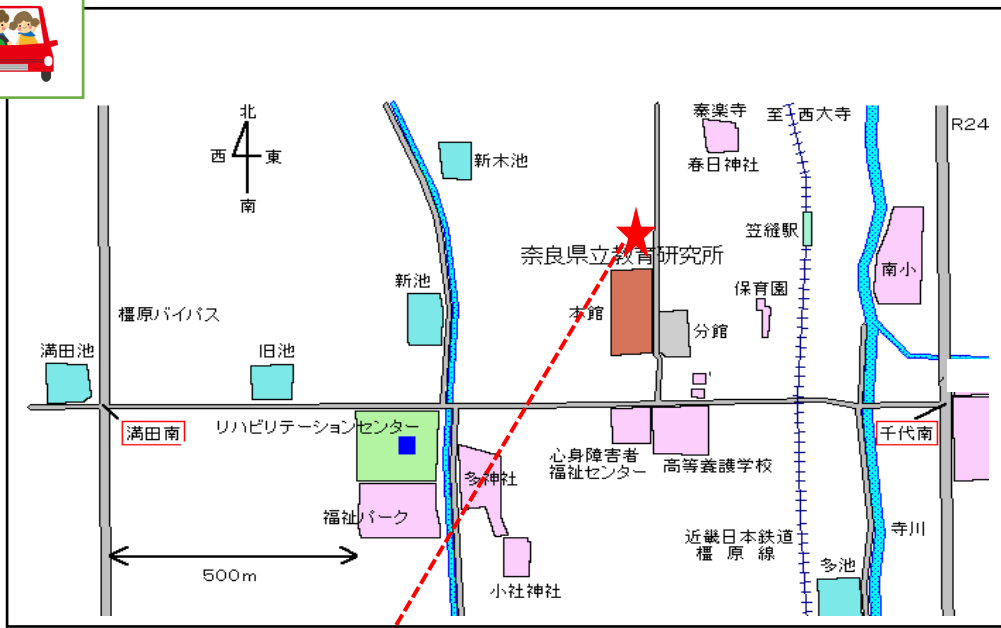 秦楽寺
至 西大寺
R24
北
西 東
南
新木池
春日神社
笠縫駅
奈良県立教育研究所
南小
新池
保育園
橿原バイパス
本館
分館
満田池
旧池
満田南
リハビリテーションセンター
千代南
心身障害者
福祉センター
高等養護学校
多神社
福祉パーク
近畿日本鉄道
橿原線
寺川
500m
小社神社
多池